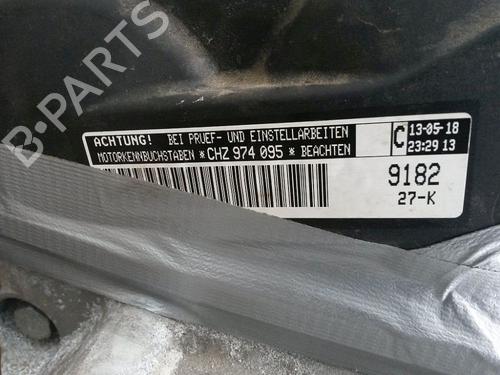 B-PARTS
ACHTUNG! BEI PRUEF- UND EINSTELLARBEITEN
MOTORKENNBUCHSTABEN *CHZ 974 095* BEACHTEN
C 13-05-18
23:29 13
9182
27-K